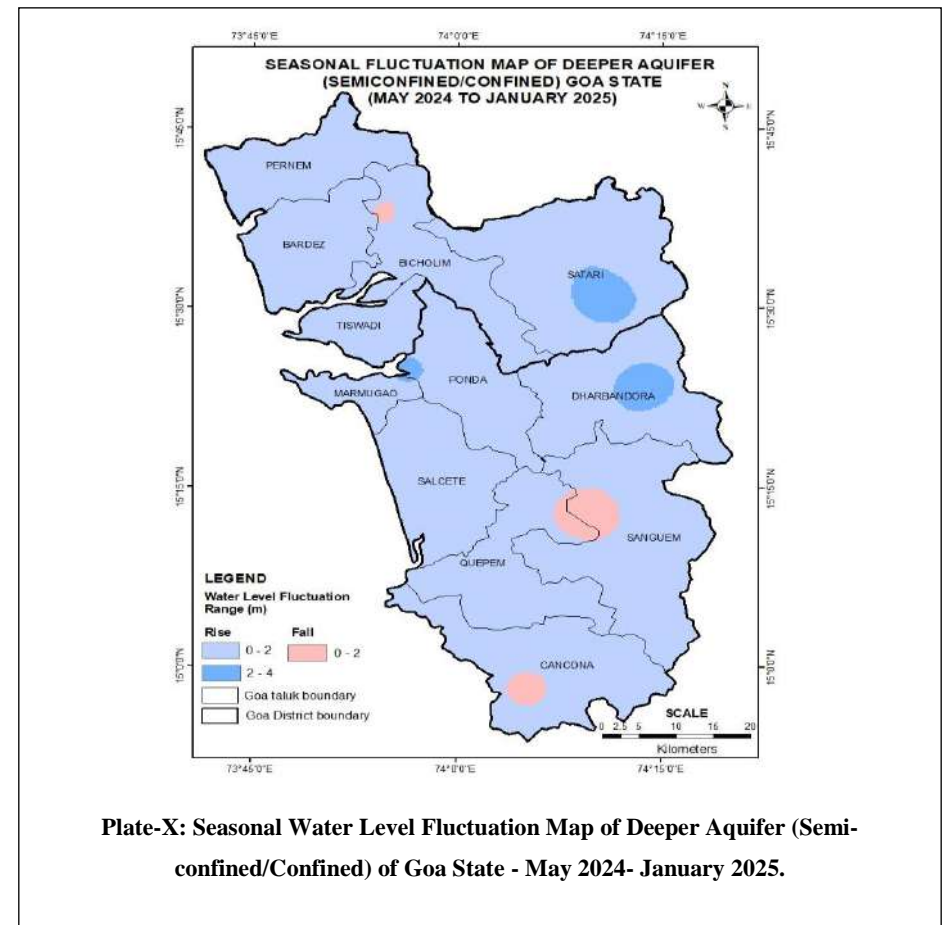 73°45'0"E 74°0'0"E 74°15'0"E
SEASONAL FLUCTUATION MAP OF DEEPER AQUIFER
(SEMICONFINED/CONFINED) GOA STATE
(MAY 2024 TO JANUARY 2025)
N
W E
S
15°45'0"N 15°45'0"N
PERNEM
BARDEZ
BICHOLIM
SATARI
15°30'0"N 15°30'0"N
TISWADI
PONDA
MARMUGAO
DHARBANDORA
15°15'0"N 15°15'0"N
SALCETE
SANGUEM
QUEPEM
LEGEND
Water Level Fluctuation
Range (m)
Rise Fall
0 - 2 0 - 2
2 - 4
Goa taluk boundary
Goa District boundary
15°0'0"N 15°0'0"N
CANCONA
SCALE
0 2.5 5 10 15 20
Kilometers
73°45'0"E 74°0'0"E 74°15'0"E
Plate-X: Seasonal Water Level Fluctuation Map of Deeper Aquifer (Semi-
confined/Confined) of Goa State - May 2024- January 2025.